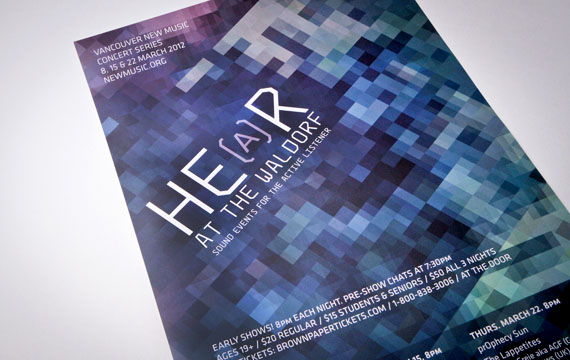 VANCOUVER NEW MUSIC
CONCERT SERIES
8, 15 & 22 MARCH 2012
NEWMUSIC.ORG
HE(A)R
AT THE WALDORF
SOUND EVENTS FOR THE ACTIVE LISTENER
EARLY SHOWS! 8PM EACH NIGHT. PRE-SHOW CHATS AT 7:30PM
AGES 19+ / $20 REGULAR / $15 STUDENTS & SENIORS / $50 ALL 3 NIGHTS
TICKETS: BROWNPAPERTICKETS.COM / 1-800-838-3006 / AT THE DOOR
THURS. MARCH 22, 8PM
prOphecy Sun
aka AGF
15,